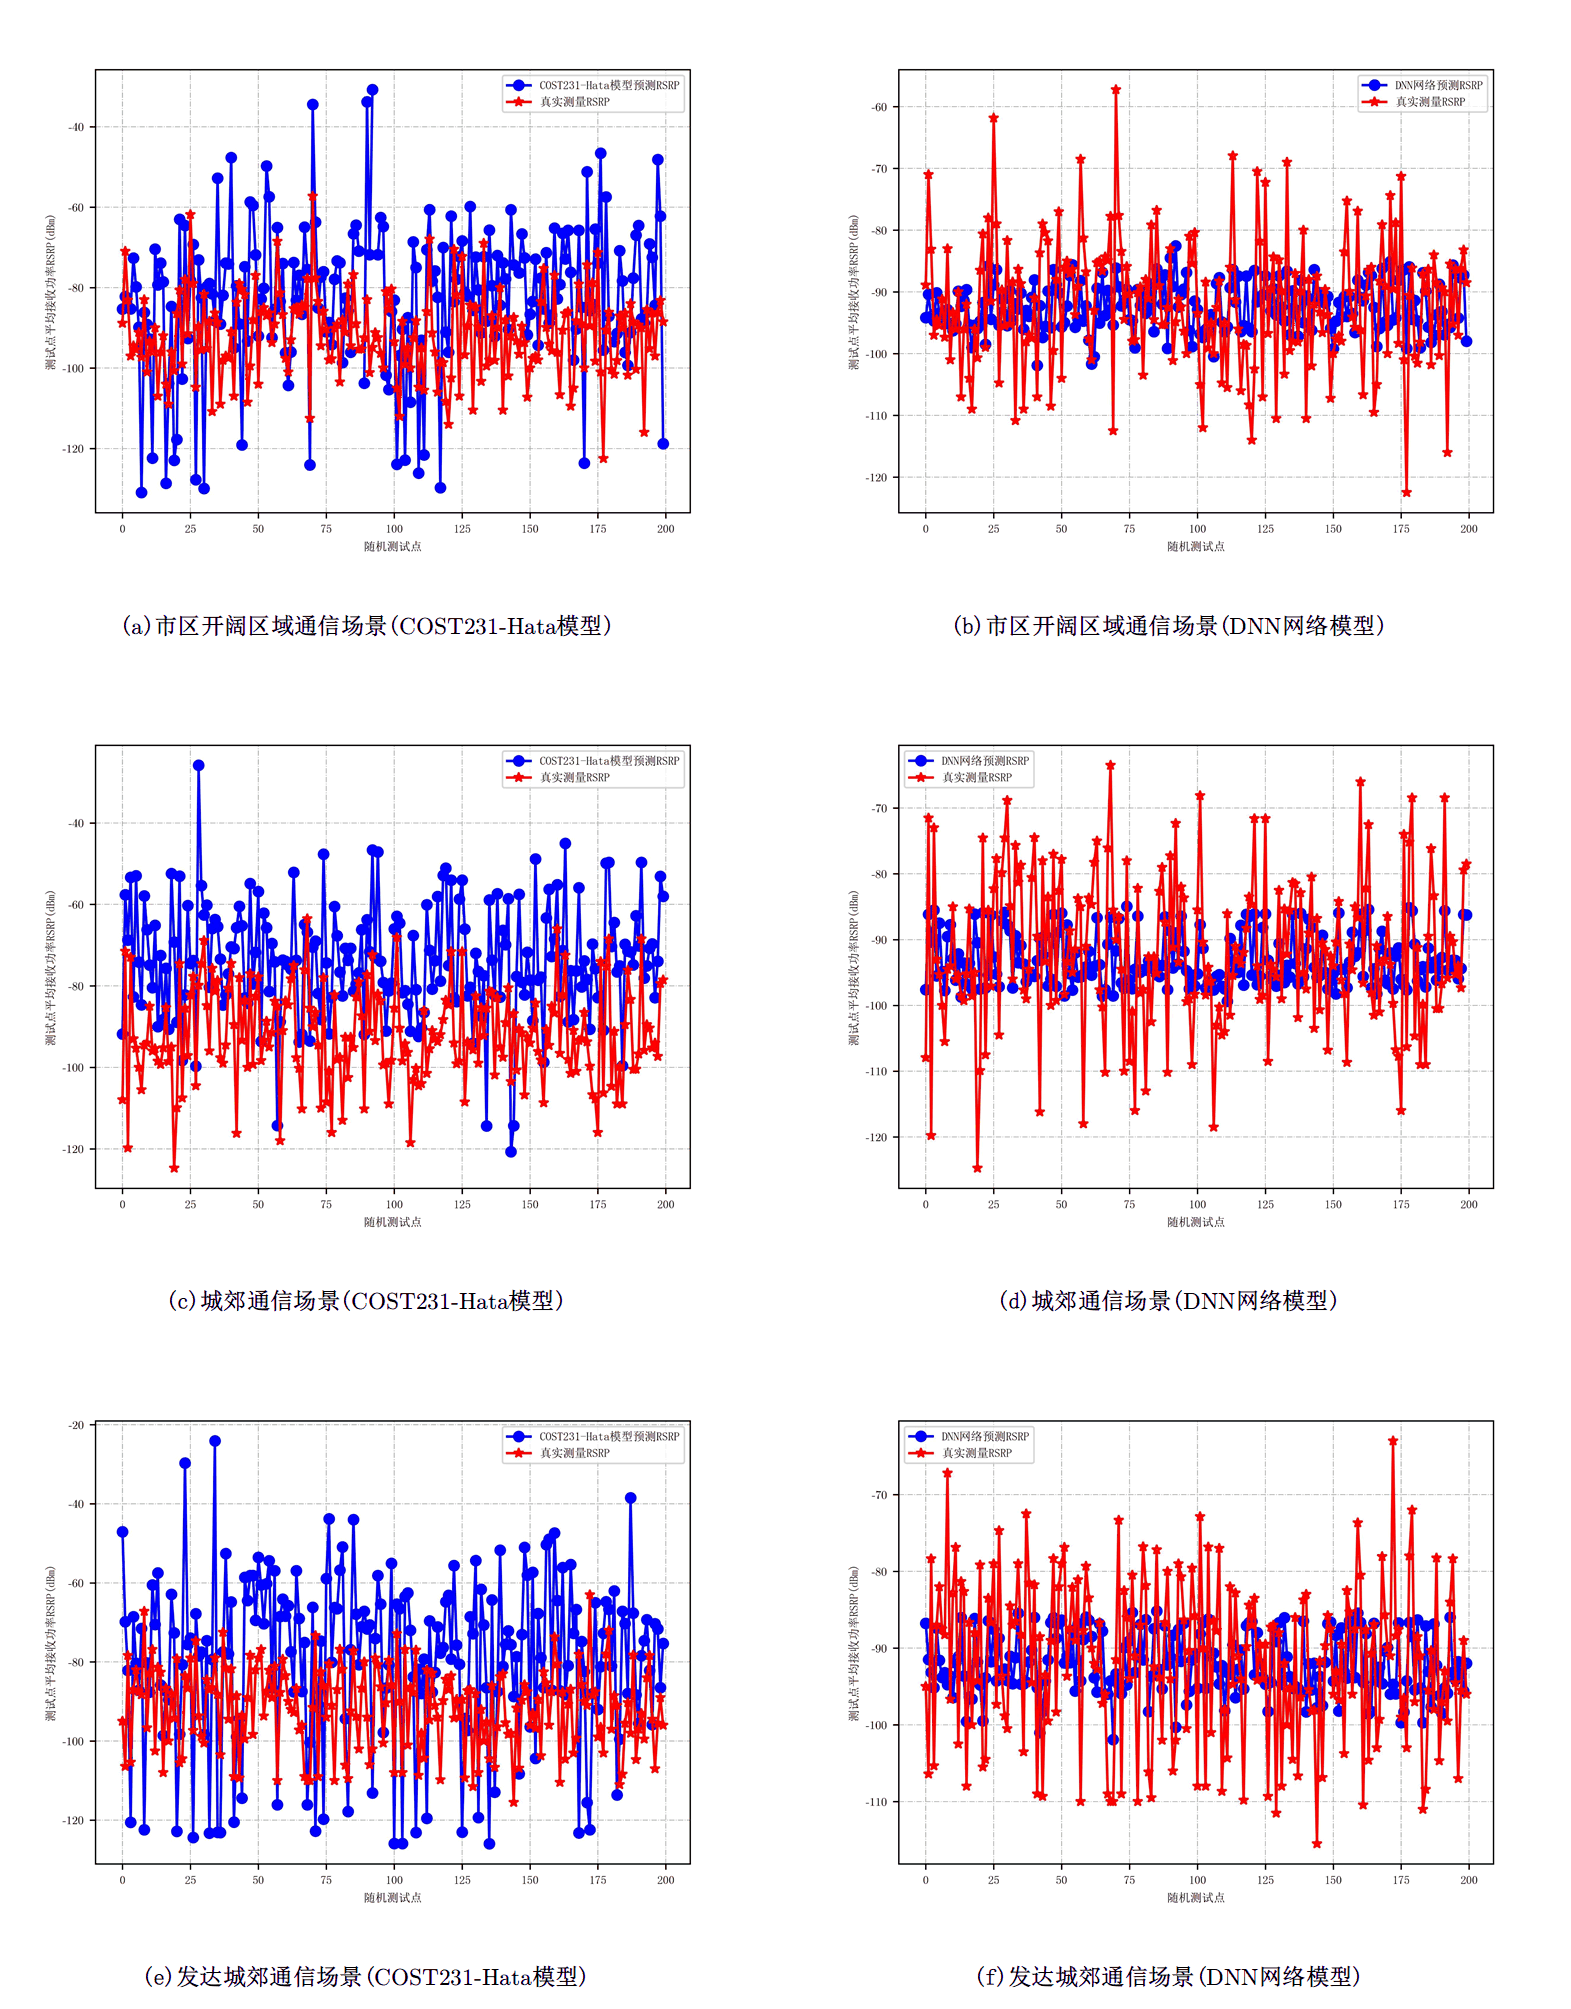 COST231-Hata模型预测RSRP
真实测量RSRP
测试点平均接收功率RSRP(dBm)
-40
-60
-80
-100
-120
0 25 50 75 100 125 150 175 200
随机测试点
(a)市区开阔区域通信场景(COST231-Hata模型)
DNN网络预测RSRP
真实测量RSRP
测试点平均接收功率RSRP(dBm)
-60
-70
-80
-90
-100
-110
-120
0 25 50 75 100 125 150 175 200
随机测试点
(b)市区开阔区域通信场景(DNN网络模型)
COST231-Hata模型预测RSRP
真实测量RSRP
测试点平均接收功率RSRP(dBm)
-40
-60
-80
-100
-120
0 25 50 75 100 125 150 175 200
随机测试点
(c)城郊通信场景(COST231-Hata模型)
DNN网络预测RSRP
真实测量RSRP
测试点平均接收功率RSRP(dBm)
-70
-80
-90
-100
-110
-120
0 25 50 75 100 125 150 175 200
随机测试点
(d)城郊通信场景(DNN网络模型)
COST231-Hata模型预测RSRP
真实测量RSRP
测试点平均接收功率RSRP(dBm)
-20
-40
-60
-80
-100
-120
0 25 50 75 100 125 150 175 200
随机测试点
(e)发达城郊通信场景(COST231-Hata模型)
DNN网络预测RSRP
真实测量RSRP
测试点平均接收功率RSRP(dBm)
-70
-80
-90
-100
-110
0 25 50 75 100 125 150 175 200
随机测试点
(f)发达城郊通信场景(DNN网络模型)